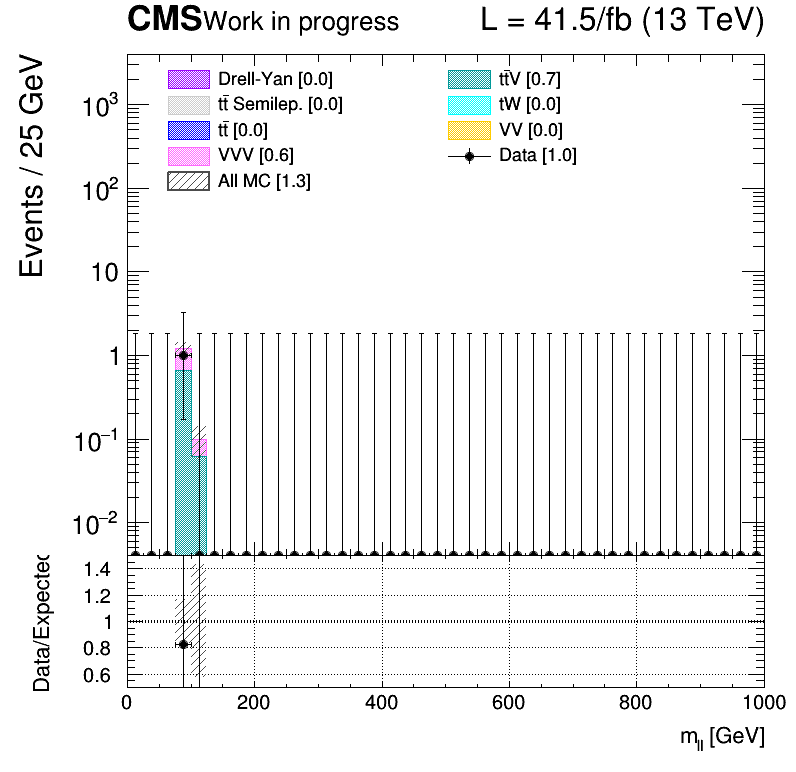 CMS Work in progress L = 41.5/fb (13 TeV)
Events / 25 GeV
10³
10²
10
1
10⁻¹
10⁻²
Drell-Yan [0.0]
tt̄ Semilep. [0.0]
tt̄ [0.0]
VVV [0.6]
All MC [1.3]
tt̄V [0.7]
tW [0.0]
VV [0.0]
Data [1.0]
Data/Expected
1.4
1.2
1
0.8
0.6
0 200 400 600 800 1000
m_ll [GeV]